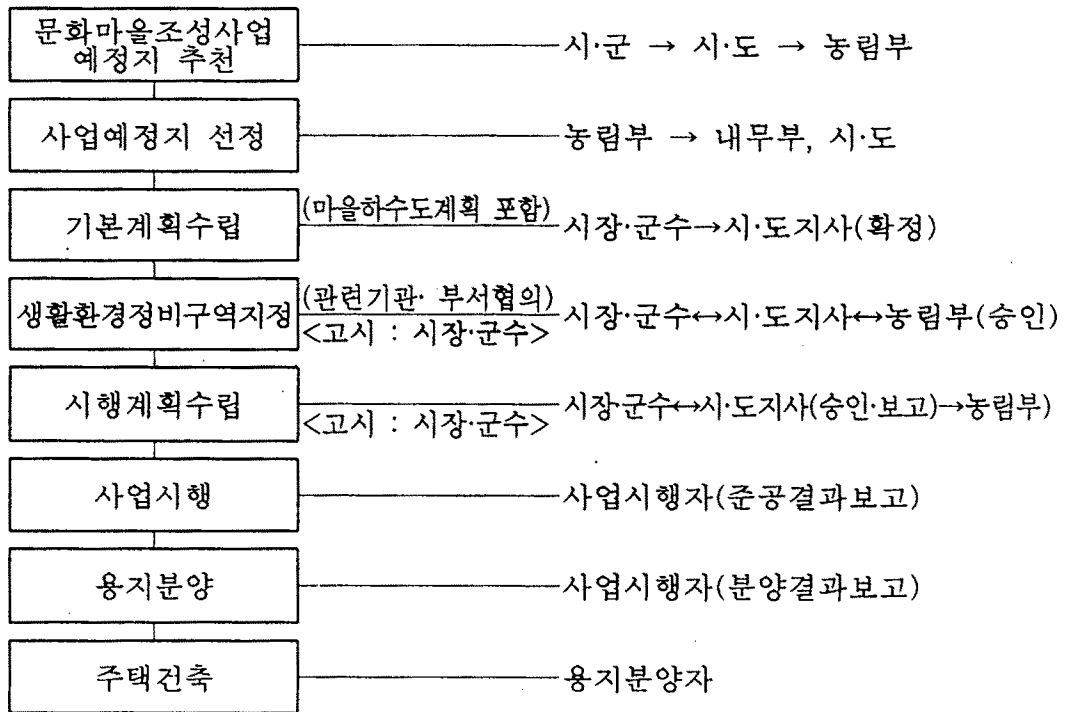 문화마을조성사업
예정지 추천
시·군 → 시·도 → 농림부
사업예정지 선정
농림부 → 내무부, 시·도
기본계획수립
(마을하수도계획 포함)
시장·군수→시·도지사(확정)
생활환경정비구역지정
(관련기관· 부서협의)
<고시 : 시장·군수>
시장·군수↔시·도지사↔농림부(승인)
시행계획수립
<고시 : 시장·군수>
시장·군수↔시·도지사(승인·보고)→농림부)
사업시행
사업시행자(준공결과보고)
용지분양
사업시행자(분양결과보고)
주택건축
용지분양자